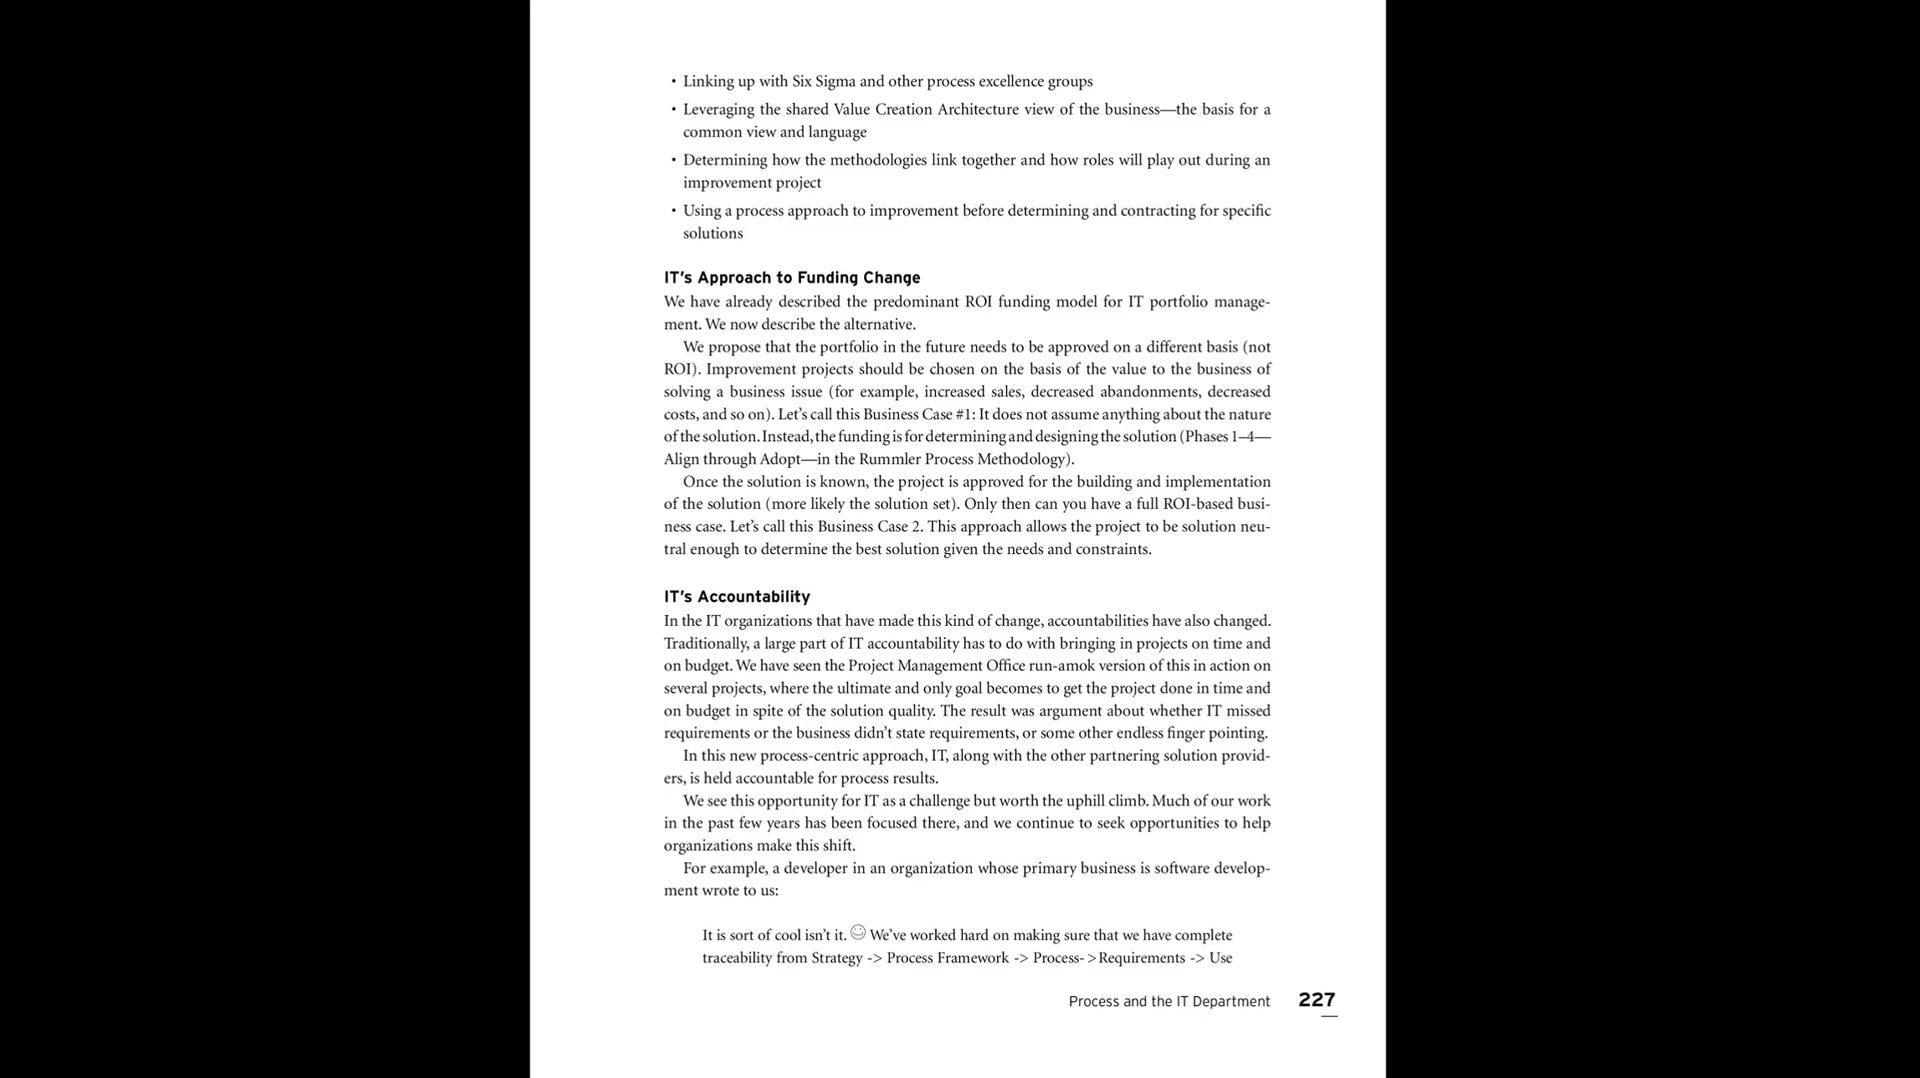 • Linking up with Six Sigma and other process excellence groups
• Leveraging the shared Value Creation Architecture view of the business—the basis for a
common view and language
• Determining how the methodologies link together and how roles will play out during an
improvement project
• Using a process approach to improvement before determining and contracting for specific
solutions
IT’s Approach to Funding Change
We have already described the predominant ROI funding model for IT portfolio manage-
ment. We now describe the alternative.
We propose that the portfolio in the future needs to be approved on a different basis (not
ROI). Improvement projects should be chosen on the basis of the value to the business of
solving a business issue (for example, increased sales, decreased abandonments, decreased
costs, and so on). Let’s call this Business Case #1: It does not assume anything about the nature
of the solution. Instead, the funding is for determining and designing the solution (Phases 1–4—
Align through Adopt—in the Rummler Process Methodology).
Once the solution is known, the project is approved for the building and implementation
of the solution (more likely the solution set). Only then can you have a full ROI-based busi-
ness case. Let’s call this Business Case 2. This approach allows the project to be solution neu-
tral enough to determine the best solution given the needs and constraints.
IT’s Accountability
In the IT organizations that have made this kind of change, accountabilities have also changed.
Traditionally, a large part of IT accountability has to do with bringing in projects on time and
on budget. We have seen the Project Management Office run-amok version of this in action on
several projects, where the ultimate and only goal becomes to get the project done in time and
on budget in spite of the solution quality. The result was argument about whether IT missed
requirements or the business didn’t state requirements, or some other endless finger pointing.
In this new process-centric approach, IT, along with the other partnering solution provid-
ers, is held accountable for process results.
We see this opportunity for IT as a challenge but worth the uphill climb. Much of our work
in the past few years has been focused there, and we continue to seek opportunities to help
organizations make this shift.
For example, a developer in an organization whose primary business is software develop-
ment wrote to us:
It is sort of cool isn’t it. ☺ We’ve worked hard on making sure that we have complete
traceability from Strategy -> Process Framework -> Process- >Requirements -> Use
Process and the IT Department 227